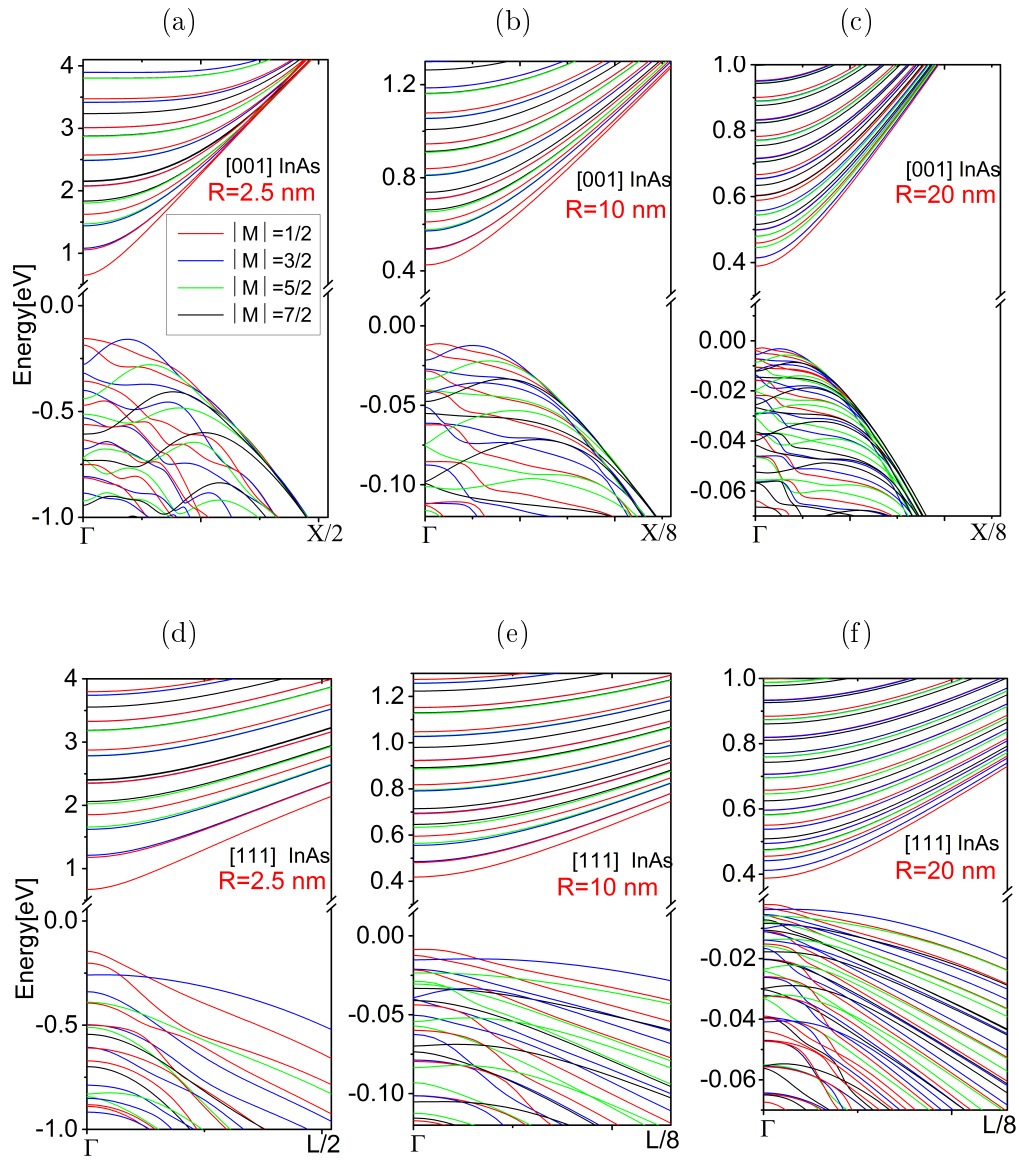 (a)
4
3
2
1
0.0
-0.5
-1.0
Energy[eV]
[001] InAs
R=2.5 nm
|M|=1/2
|M|=3/2
|M|=5/2
|M|=7/2
Γ
X/2
(b)
1.2
0.8
0.4
0.00
-0.05
-0.10
[001] InAs
R=10 nm
Γ
X/8
(c)
1.0
0.8
0.6
0.4
0.00
-0.02
-0.04
-0.06
[001] InAs
R=20 nm
Γ
X/8
(d)
4
3
2
1
0.0
-0.5
-1.0
Energy[eV]
[111] InAs
R=2.5 nm
Γ
L/2
(e)
1.2
1.0
0.8
0.6
0.4
0.00
-0.05
-0.10
[111] InAs
R=10 nm
Γ
L/8
(f)
1.0
0.8
0.6
0.4
-0.02
-0.04
-0.06
[111] InAs
R=20 nm
Γ
L/8